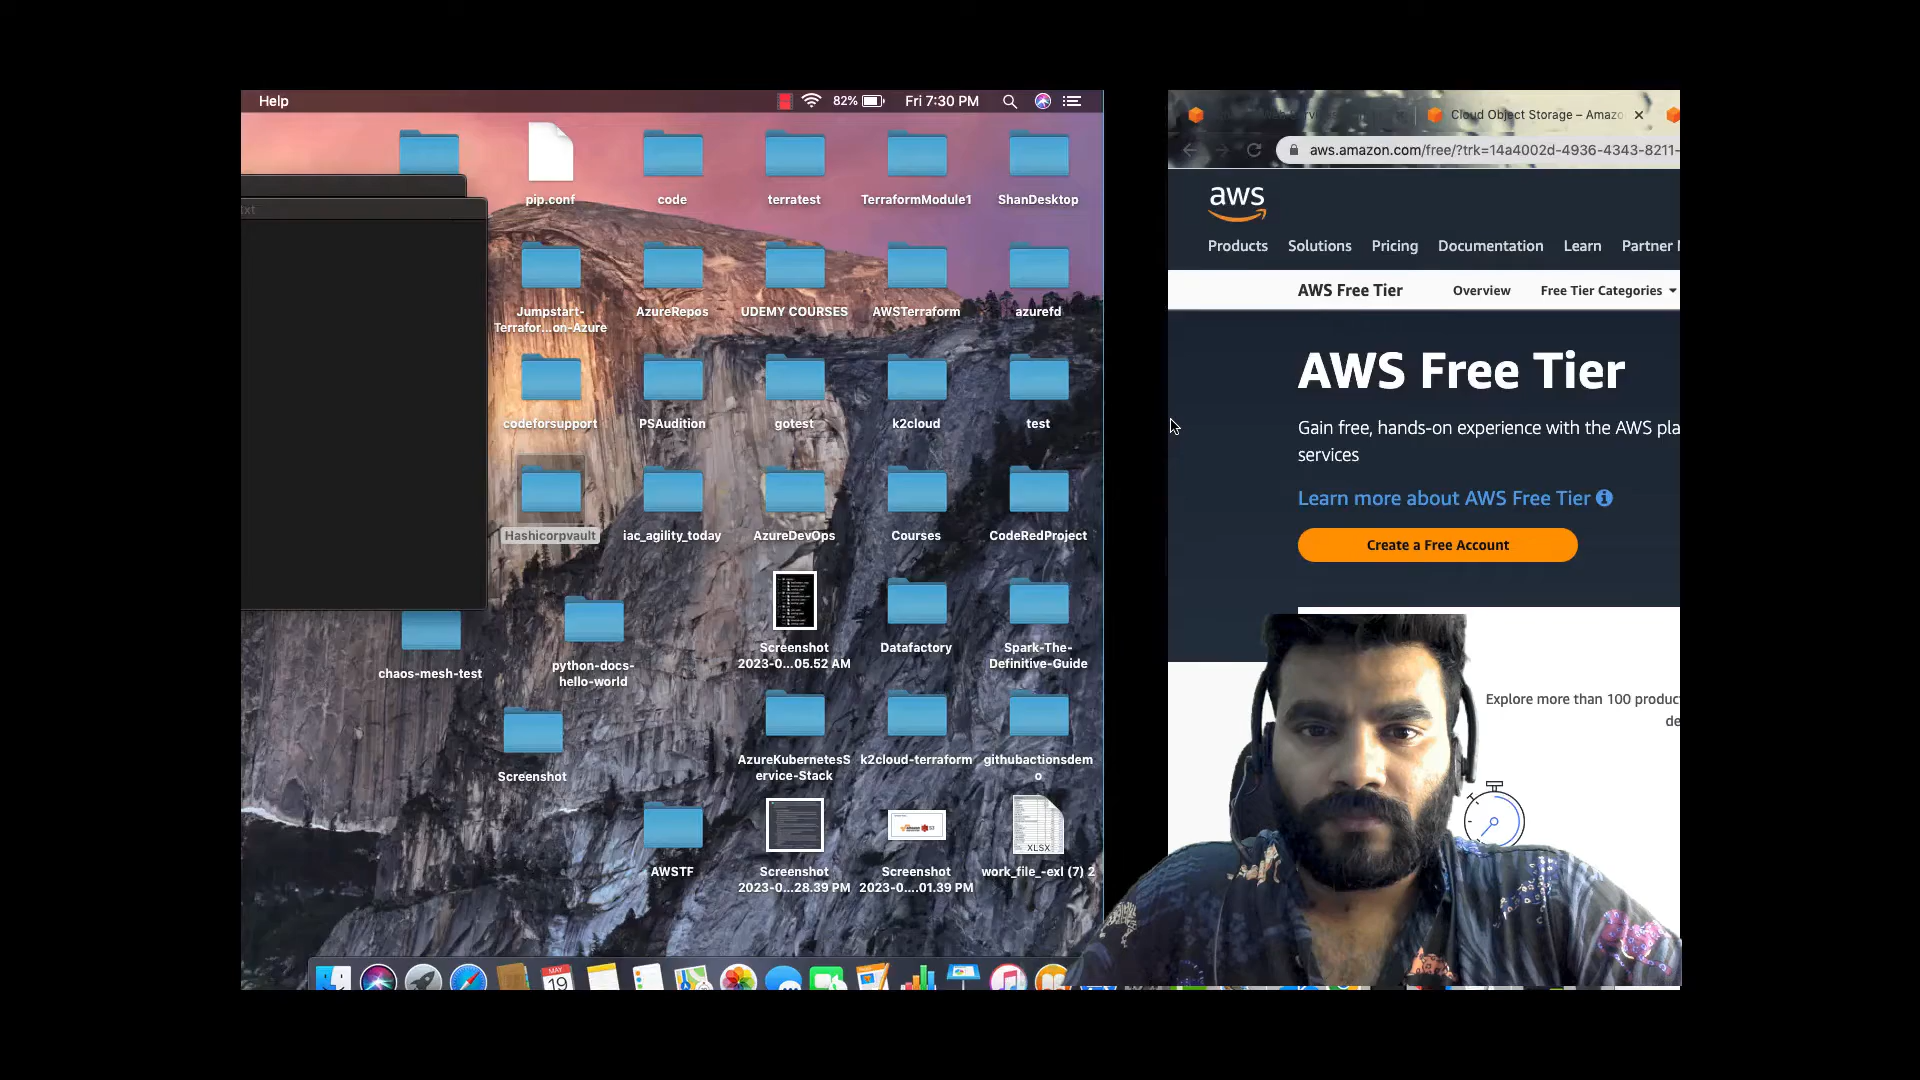 Help
82%
Fri 7:30 PM
txt
pip.conf
code
terratest
TerraformModule1
ShanDesktop
Jumpstart-
Terrafor...on-Azure
AzureRepos
UDEMY COURSES
AWSTerraform
azurefd
codeforsupport
PSAudition
gotest
k2cloud
test
Hashicorpvault
iac_agility_today
AzureDevOps
Courses
CodeRedProject
chaos-mesh-test
python-docs-
hello-world
Screenshot
2023-0...05.52 AM
Datafactory
Spark-The-
Definitive-Guide
Screenshot
AzureKubernetesS
ervice-Stack
k2cloud-terraform
githubactionsdem
o
AWSTF
Screenshot
2023-0...28.39 PM
Screenshot
2023-0....01.39 PM
XLSX
work_file_-exl (7) 2
MAY
19
Cloud Object Storage – Amazo
aws.amazon.com/free/?trk=14a4002d-4936-4343-8211-
aws
Products
Solutions
Pricing
Documentation
Learn
Partner
AWS Free Tier
Overview
Free Tier Categories
AWS Free Tier
Gain free, hands-on experience with the AWS pla
services
Learn more about AWS Free Tier
Create a Free Account
Explore more than 100 produc
de